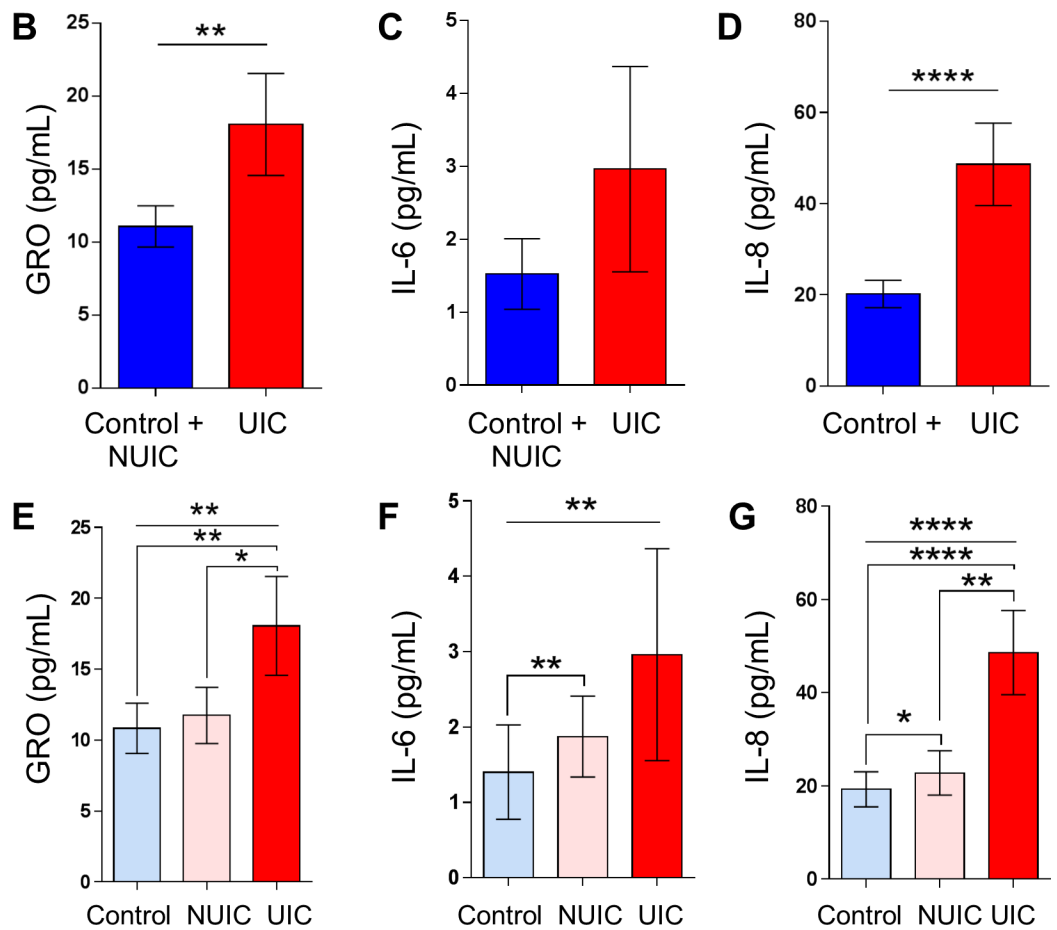 B
GRO (pg/mL)
25
20
15
10
5
0
**
Control +
NUIC
UIC
C
IL-6 (pg/mL)
5
4
3
2
1
0
Control +
NUIC
UIC
D
IL-8 (pg/mL)
80
60
40
20
0
****
Control +
UIC
E
GRO (pg/mL)
25
20
15
10
5
0
**
**
*
Control
NUIC
UIC
F
IL-6 (pg/mL)
5
4
3
2
1
0
**
**
Control
NUIC
UIC
G
IL-8 (pg/mL)
80
60
40
20
0
****
****
**
*
Control
NUIC
UIC